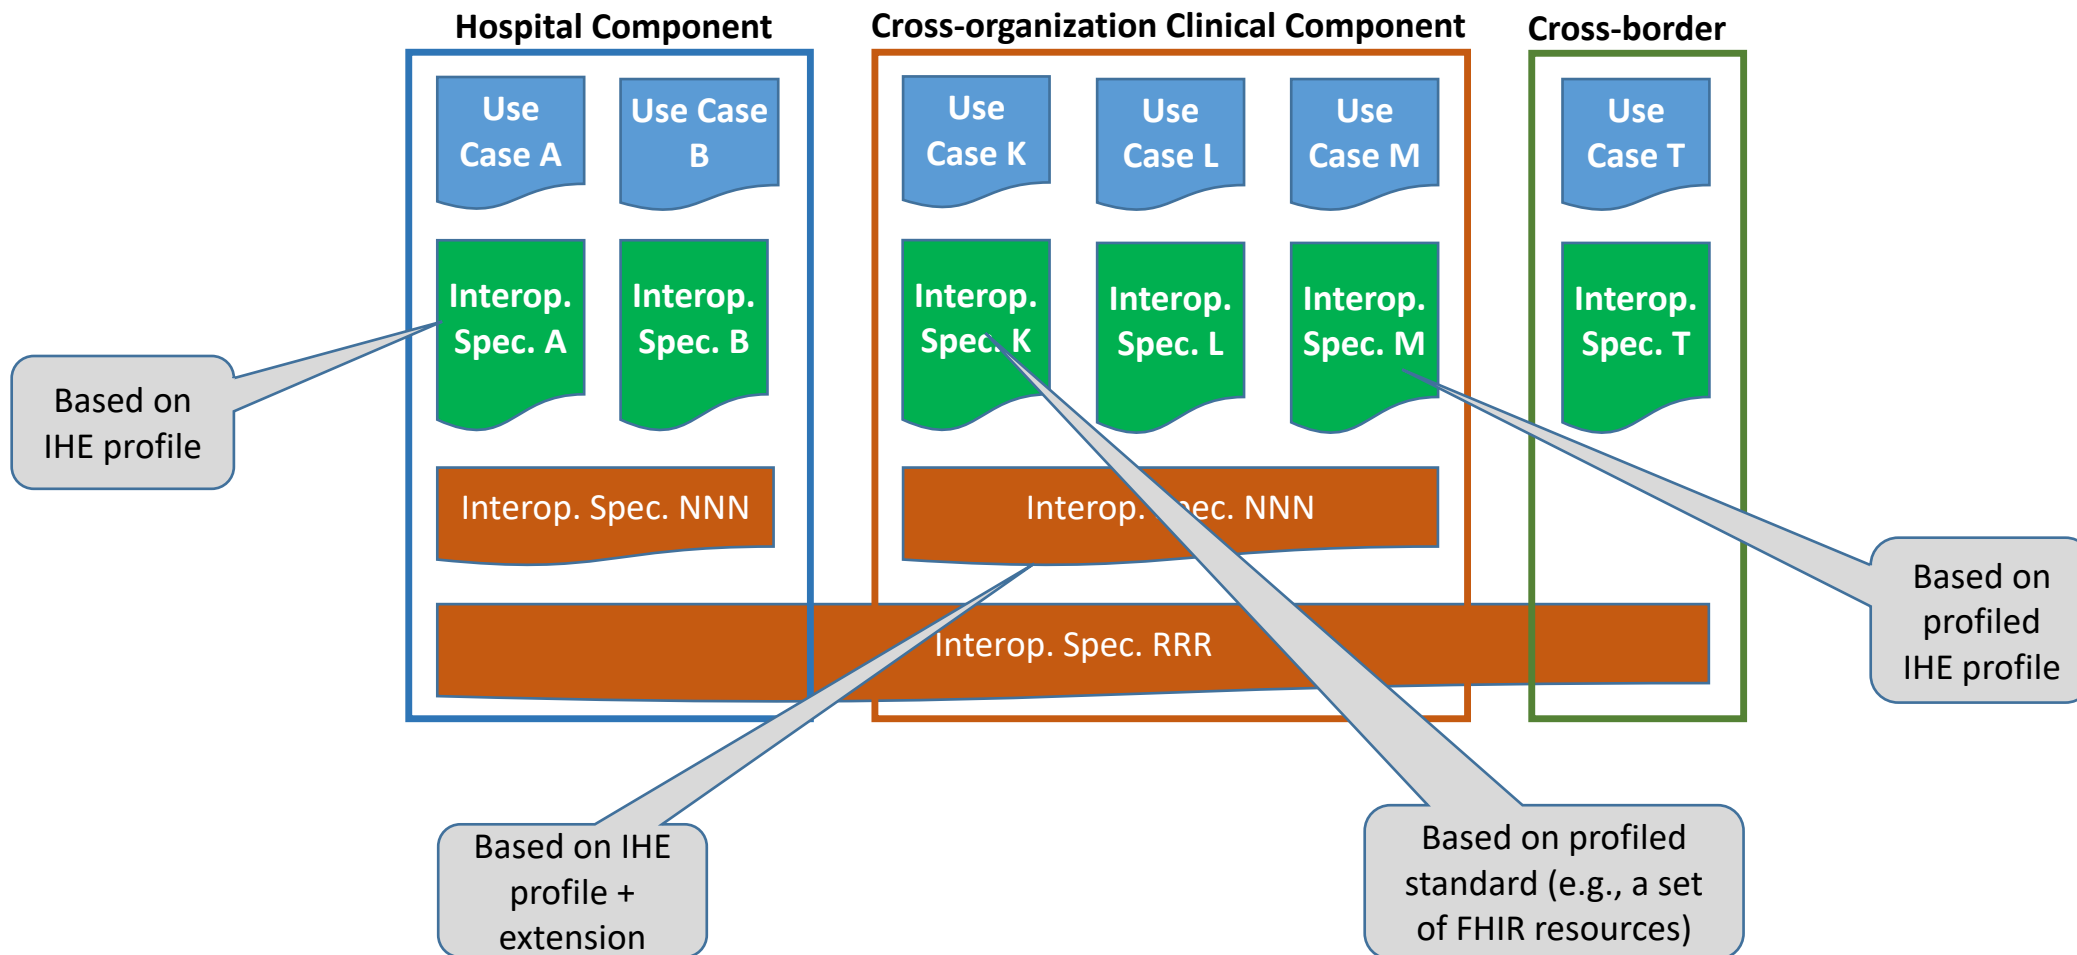 Hospital Component
Cross-organization Clinical Component
Cross-border
Use
Case A
Use Case
B
Use
Case K
Use
Case L
Use
Case M
Use
Case T
Interop.
Spec. A
Interop.
Spec. B
Interop.
Spec. K
Interop.
Spec. L
Interop.
Spec. M
Interop.
Spec. T
Based on
IHE profile
Interop. Spec. NNN
Interop. Spec. NNN
Based on
profiled
IHE profile
Interop. Spec. RRR
Based on IHE
profile +
extension
Based on profiled
standard (e.g., a set
of FHIR resources)